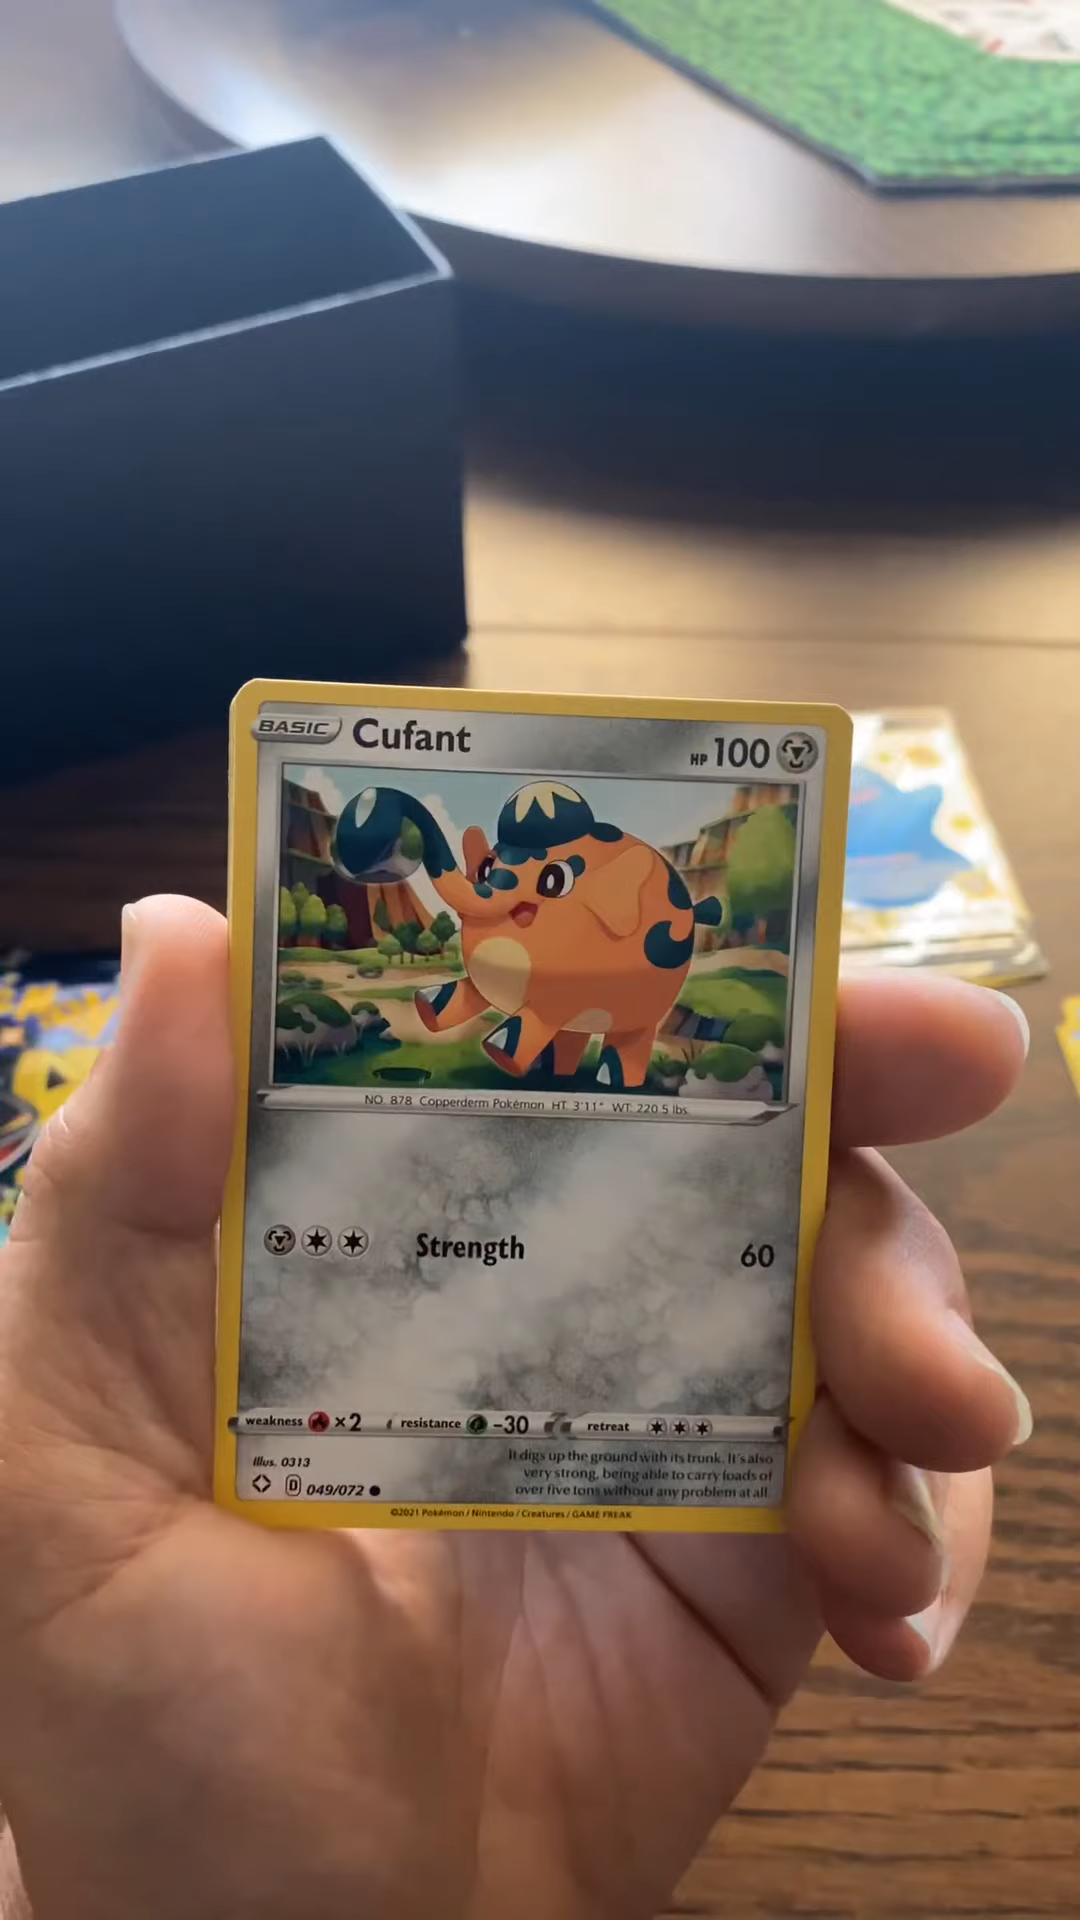 BASIC Cufant HP 100
NO. 878 Copperderm Pokémon HT: 3'11" WT: 220.5 lbs.
Strength 60
weakness ×2 resistance -30 retreat
Illus. 0313
It digs up the ground with its trunk. It's also
very strong, being able to carry loads of
over five tons without any problem at all.
D 049/072
©2021 Pokémon / Nintendo / Creatures / GAME FREAK